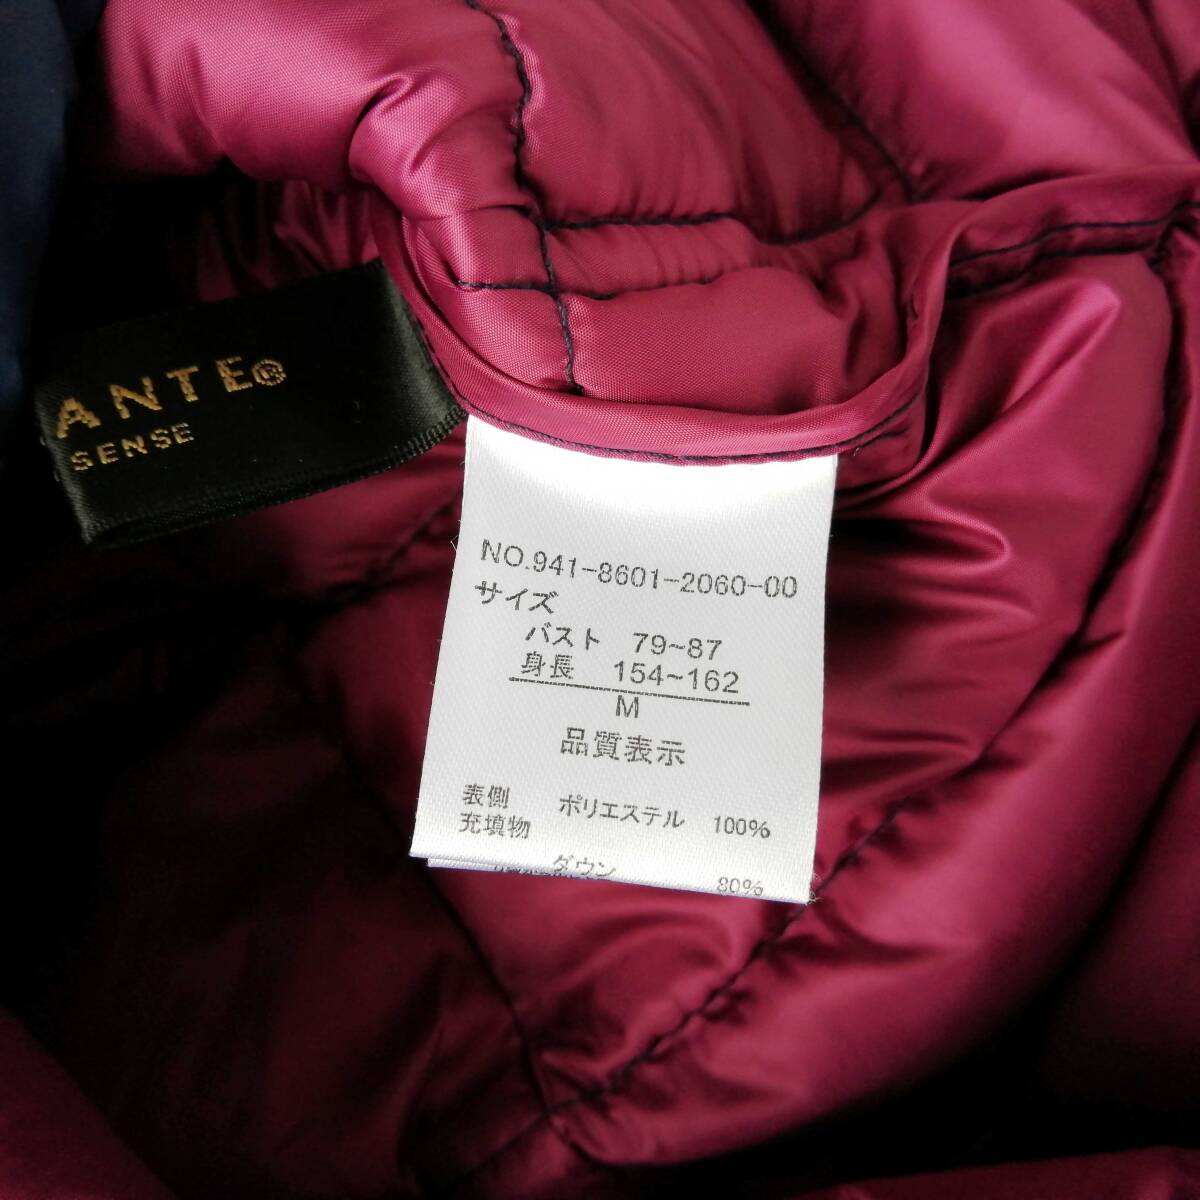 ANTE®
SENSE
NO.941-8601-2060-00
サイズ
バスト 79~87
身長 154~162
M
品質表示
表側 ポリエステル 100%
充填物
ダウン 80%